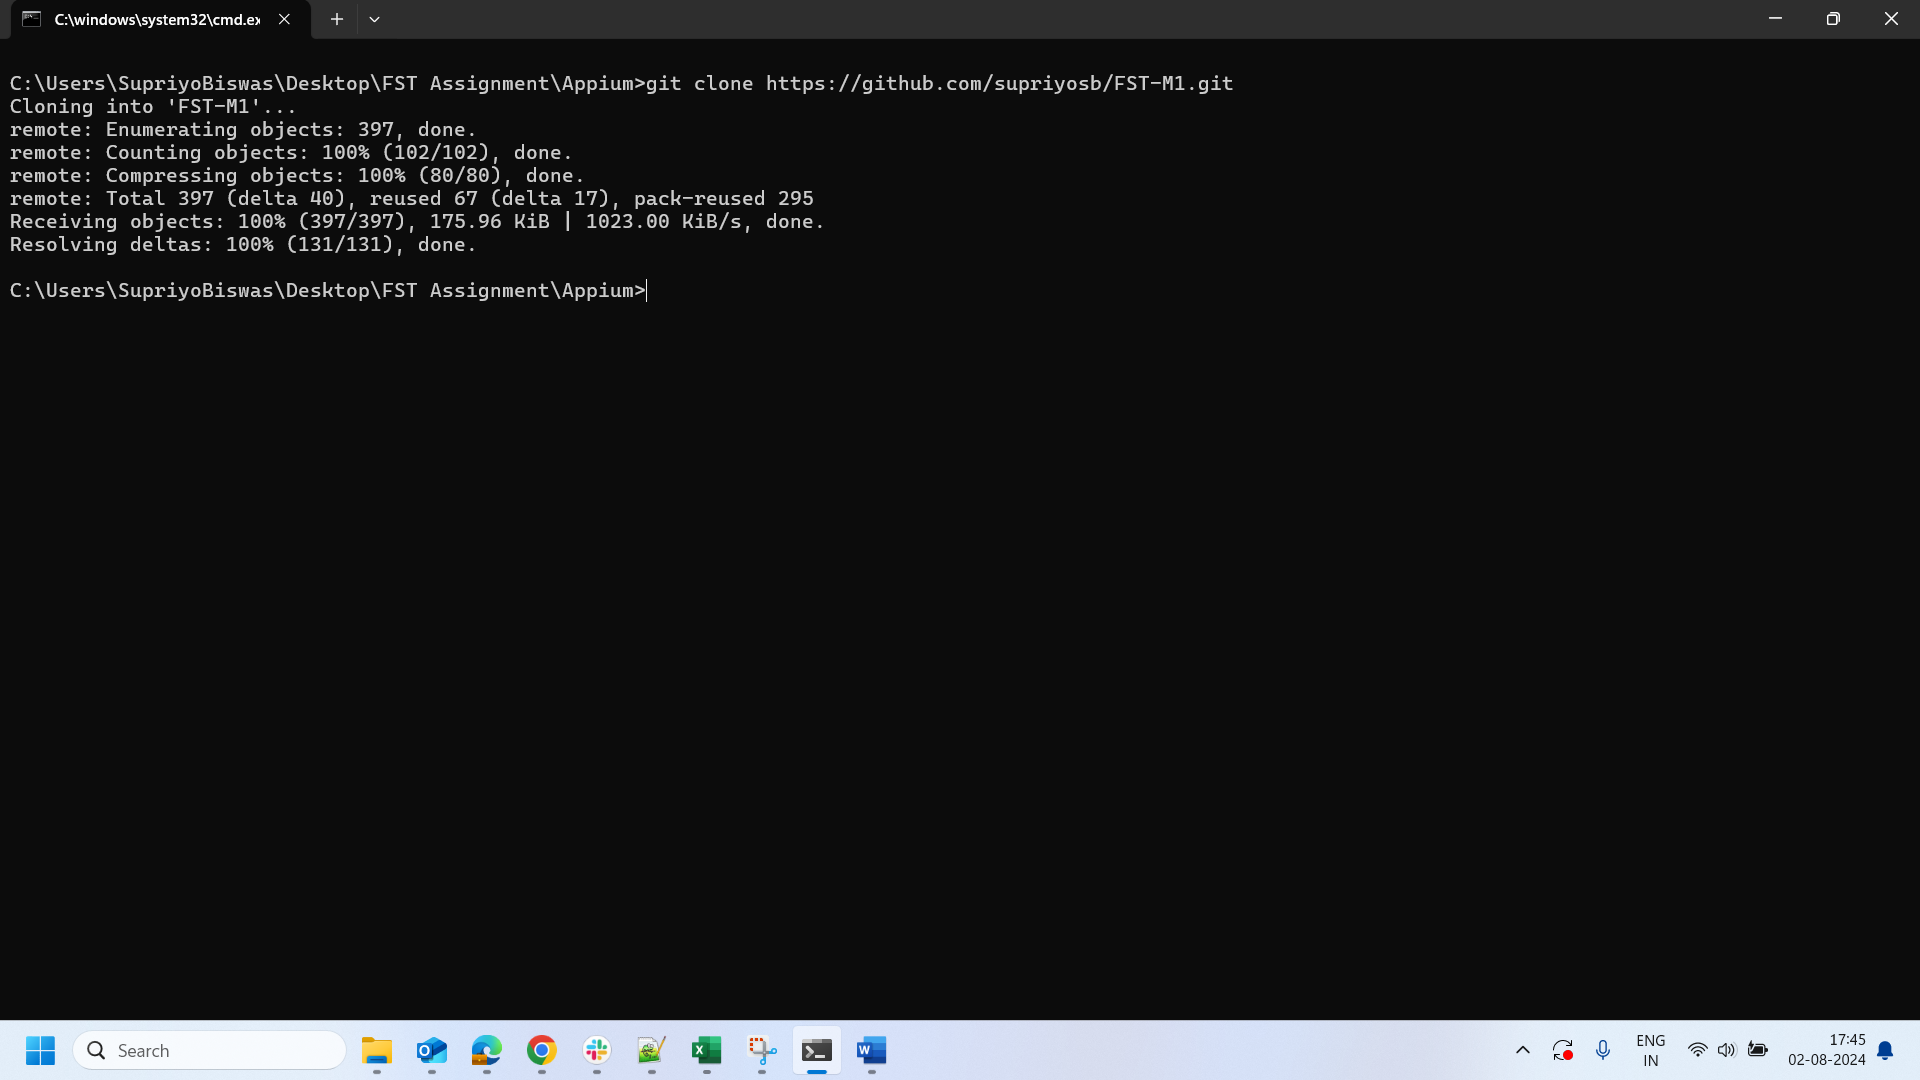 C:\windows\system32\cmd.ex
C:\Users\SupriyoBiswas\Desktop\FST Assignment\Appium>git clone https://github.com/supriyosb/FST-M1.git
Cloning into 'FST-M1'...
remote: Enumerating objects: 397, done.
remote: Counting objects: 100% (102/102), done.
remote: Compressing objects: 100% (80/80), done.
remote: Total 397 (delta 40), reused 67 (delta 17), pack-reused 295
Receiving objects: 100% (397/397), 175.96 KiB | 1023.00 KiB/s, done.
Resolving deltas: 100% (131/131), done.
C:\Users\SupriyoBiswas\Desktop\FST Assignment\Appium>
Search
ENG
IN
17:45
02-08-2024